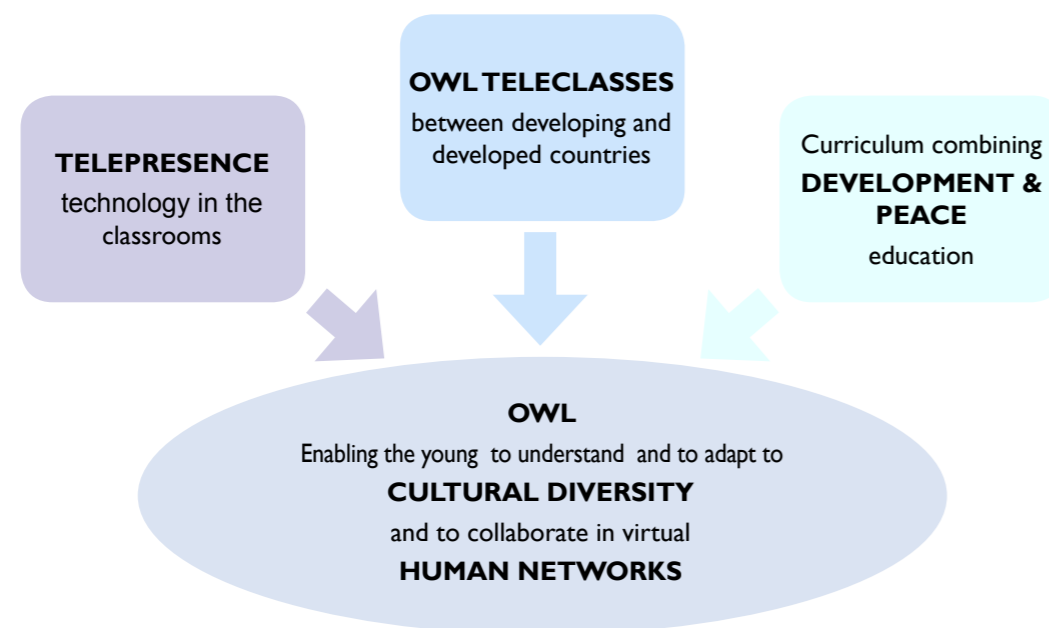 TELEPRESENCE
technology in the
classrooms
OWL TELECLASSES
between developing and
developed countries
Curriculum combining
DEVELOPMENT &
PEACE
education
OWL
Enabling the young to understand and to adapt to
CULTURAL DIVERSITY
and to collaborate in virtual
HUMAN NETWORKS